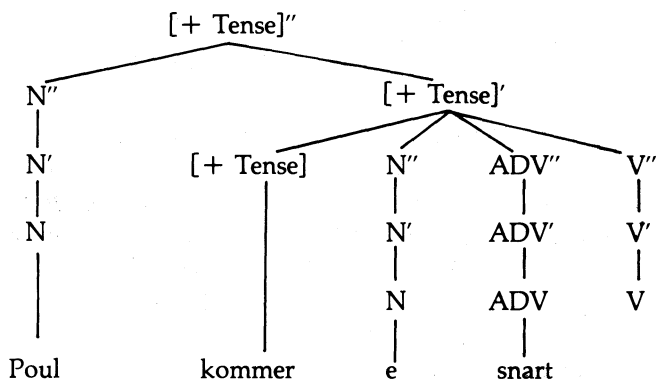 [+ Tense]″
N″ [+ Tense]′
N′ [+ Tense] N″ ADV″ V″
N N′ ADV′ V′
N ADV V
Poul kommer e snart